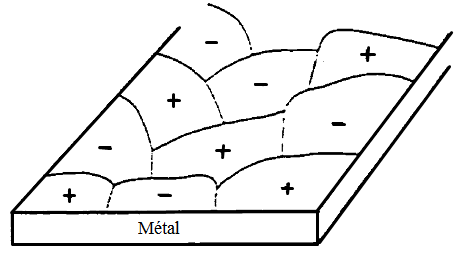 - +
+ -
- + -
+ - +
Métal